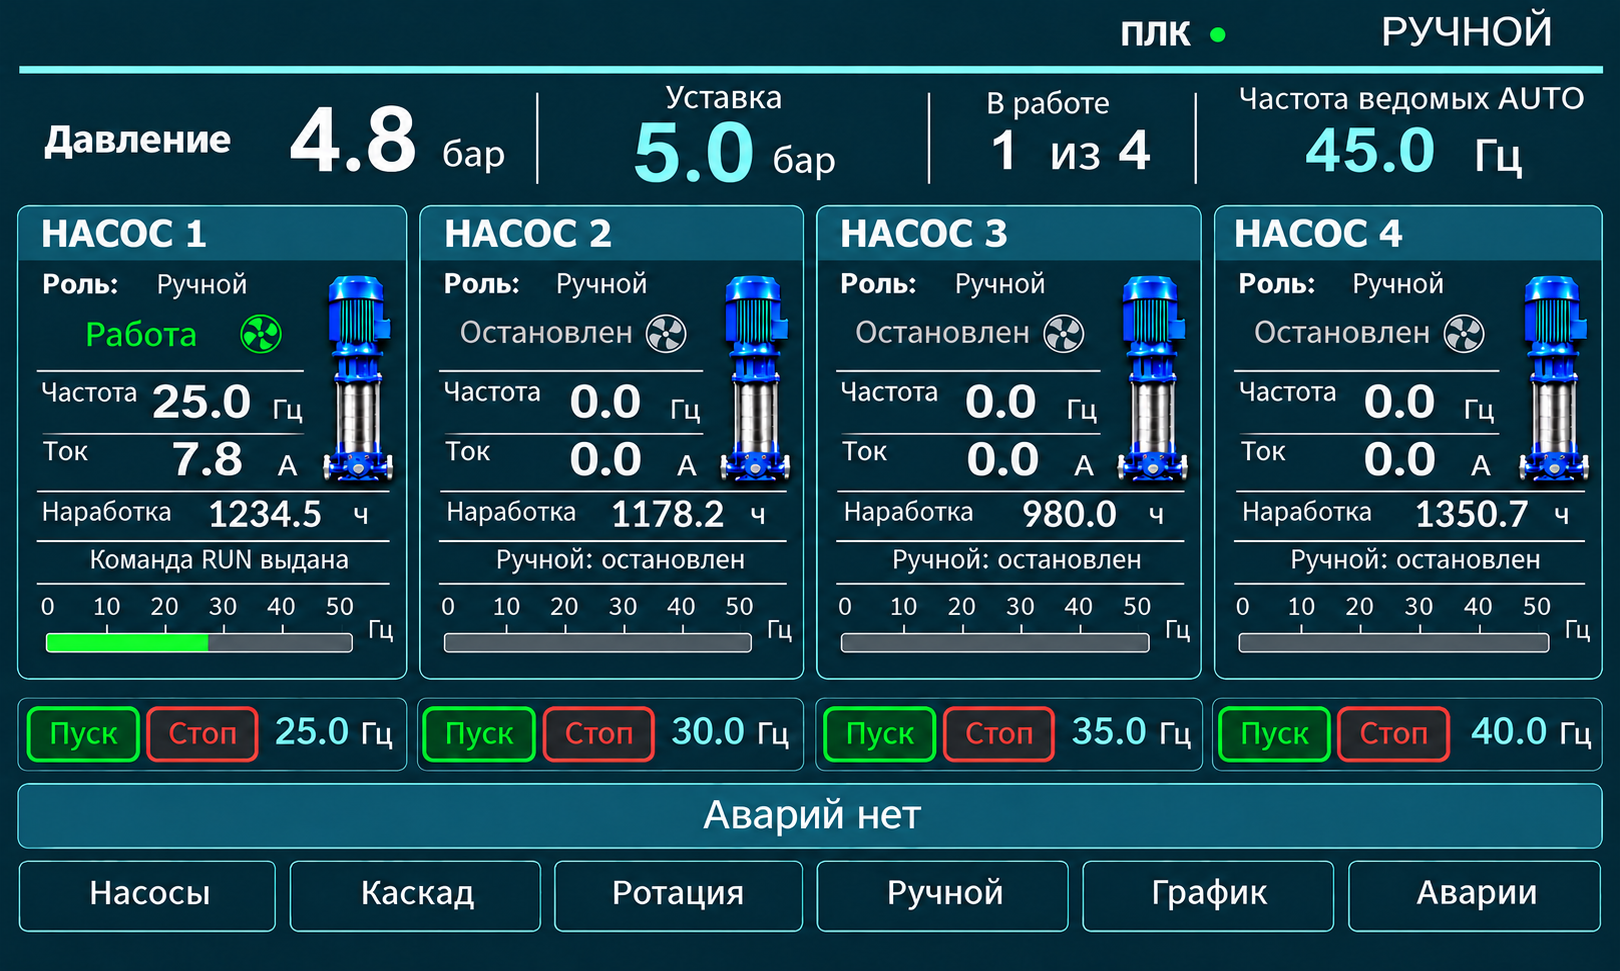 ПЛК РУЧНОЙ
Давление 4.8 бар
Уставка
5.0 бар
В работе
1 из 4
Частота ведомых AUTO
45.0 Гц
НАСОС 1
Роль: Ручной
Работа
Частота 25.0 Гц
Ток 7.8 А
Наработка 1234.5 ч
Команда RUN выдана
0 10 20 30 40 50 Гц
НАСОС 2
Роль: Ручной
Остановлен
Частота 0.0 Гц
Ток 0.0 А
Наработка 1178.2 ч
Ручной: остановлен
0 10 20 30 40 50 Гц
НАСОС 3
Роль: Ручной
Остановлен
Частота 0.0 Гц
Ток 0.0 А
Наработка 980.0 ч
Ручной: остановлен
0 10 20 30 40 50 Гц
НАСОС 4
Роль: Ручной
Остановлен
Частота 0.0 Гц
Ток 0.0 А
Наработка 1350.7 ч
Ручной: остановлен
0 10 20 30 40 50 Гц
Пуск Стоп 25.0 Гц
Пуск Стоп 30.0 Гц
Пуск Стоп 35.0 Гц
Пуск Стоп 40.0 Гц
Аварий нет
Насосы Каскад Ротация Ручной График Аварии